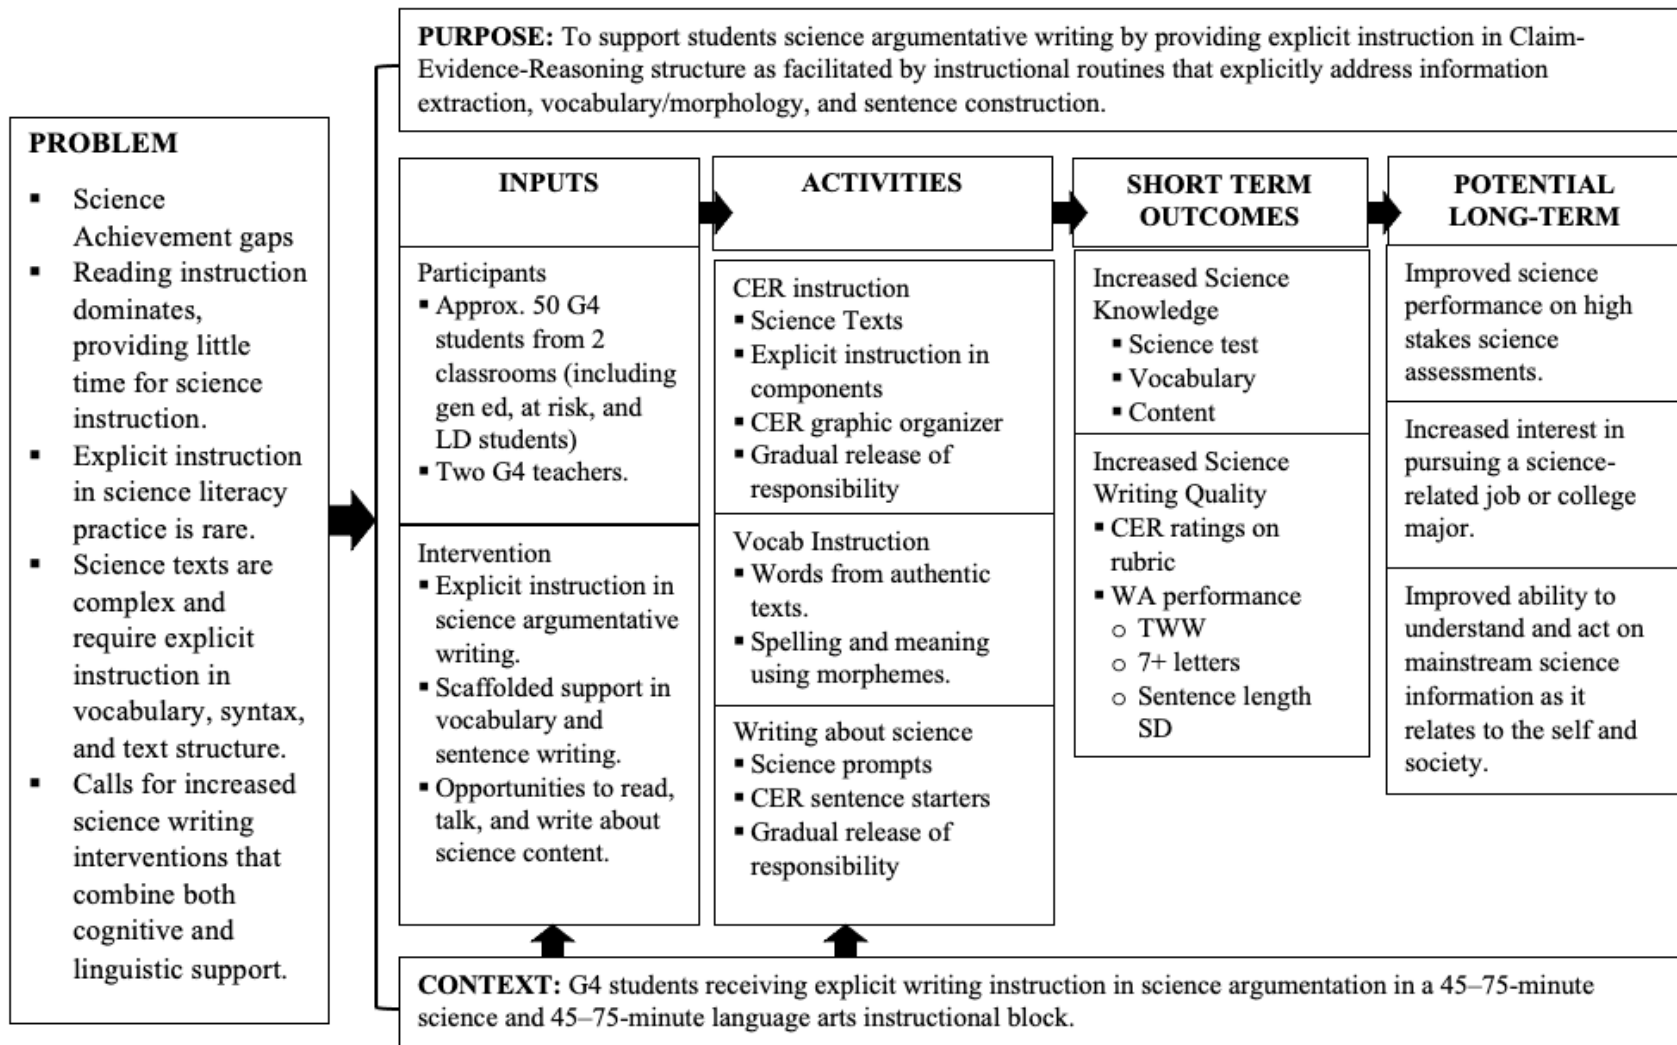 PURPOSE: To support students science argumentative writing by providing explicit instruction in Claim-
Evidence-Reasoning structure as facilitated by instructional routines that explicitly address information
extraction, vocabulary/morphology, and sentence construction.
PROBLEM
▪ Science
Achievement gaps
▪ Reading instruction
dominates,
providing little
time for science
instruction.
▪ Explicit instruction
in science literacy
practice is rare.
▪ Science texts are
complex and
require explicit
instruction in
vocabulary, syntax,
and text structure.
▪ Calls for increased
science writing
interventions that
combine both
cognitive and
linguistic support.
INPUTS
Participants
▪ Approx. 50 G4
students from 2
classrooms (including
gen ed, at risk, and
LD students)
▪ Two G4 teachers.
Intervention
▪ Explicit instruction in
science argumentative
writing.
▪ Scaffolded support in
vocabulary and
sentence writing.
▪ Opportunities to read,
talk, and write about
science content.
ACTIVITIES
CER instruction
▪ Science Texts
▪ Explicit instruction in
components
▪ CER graphic organizer
▪ Gradual release of
responsibility
Vocab Instruction
▪ Words from authentic
texts.
▪ Spelling and meaning
using morphemes.
Writing about science
▪ Science prompts
▪ CER sentence starters
▪ Gradual release of
responsibility
SHORT TERM
OUTCOMES
Increased Science
Knowledge
▪ Science test
▪ Vocabulary
▪ Content
Increased Science
Writing Quality
▪ CER ratings on
rubric
▪ WA performance
o TWW
o 7+ letters
o Sentence length
SD
POTENTIAL
LONG-TERM
Improved science
performance on high
stakes science
assessments.
Increased interest in
pursuing a science-
related job or college
major.
Improved ability to
understand and act on
mainstream science
information as it
relates to the self and
society.
CONTEXT: G4 students receiving explicit writing instruction in science argumentation in a 45–75-minute
science and 45–75-minute language arts instructional block.